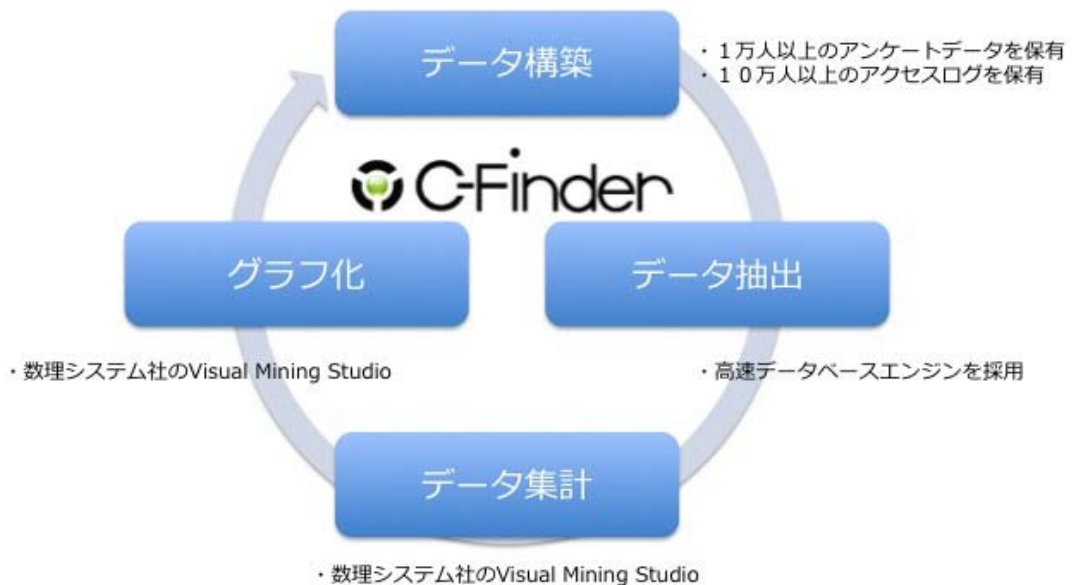 データ構築
・１万人以上のアンケートデータを保有
・１０万人以上のアクセスログを保有
C-Finder
グラフ化
データ抽出
・数理システム社のVisual Mining Studio
・高速データベースエンジンを採用
データ集計
・数理システム社のVisual Mining Studio